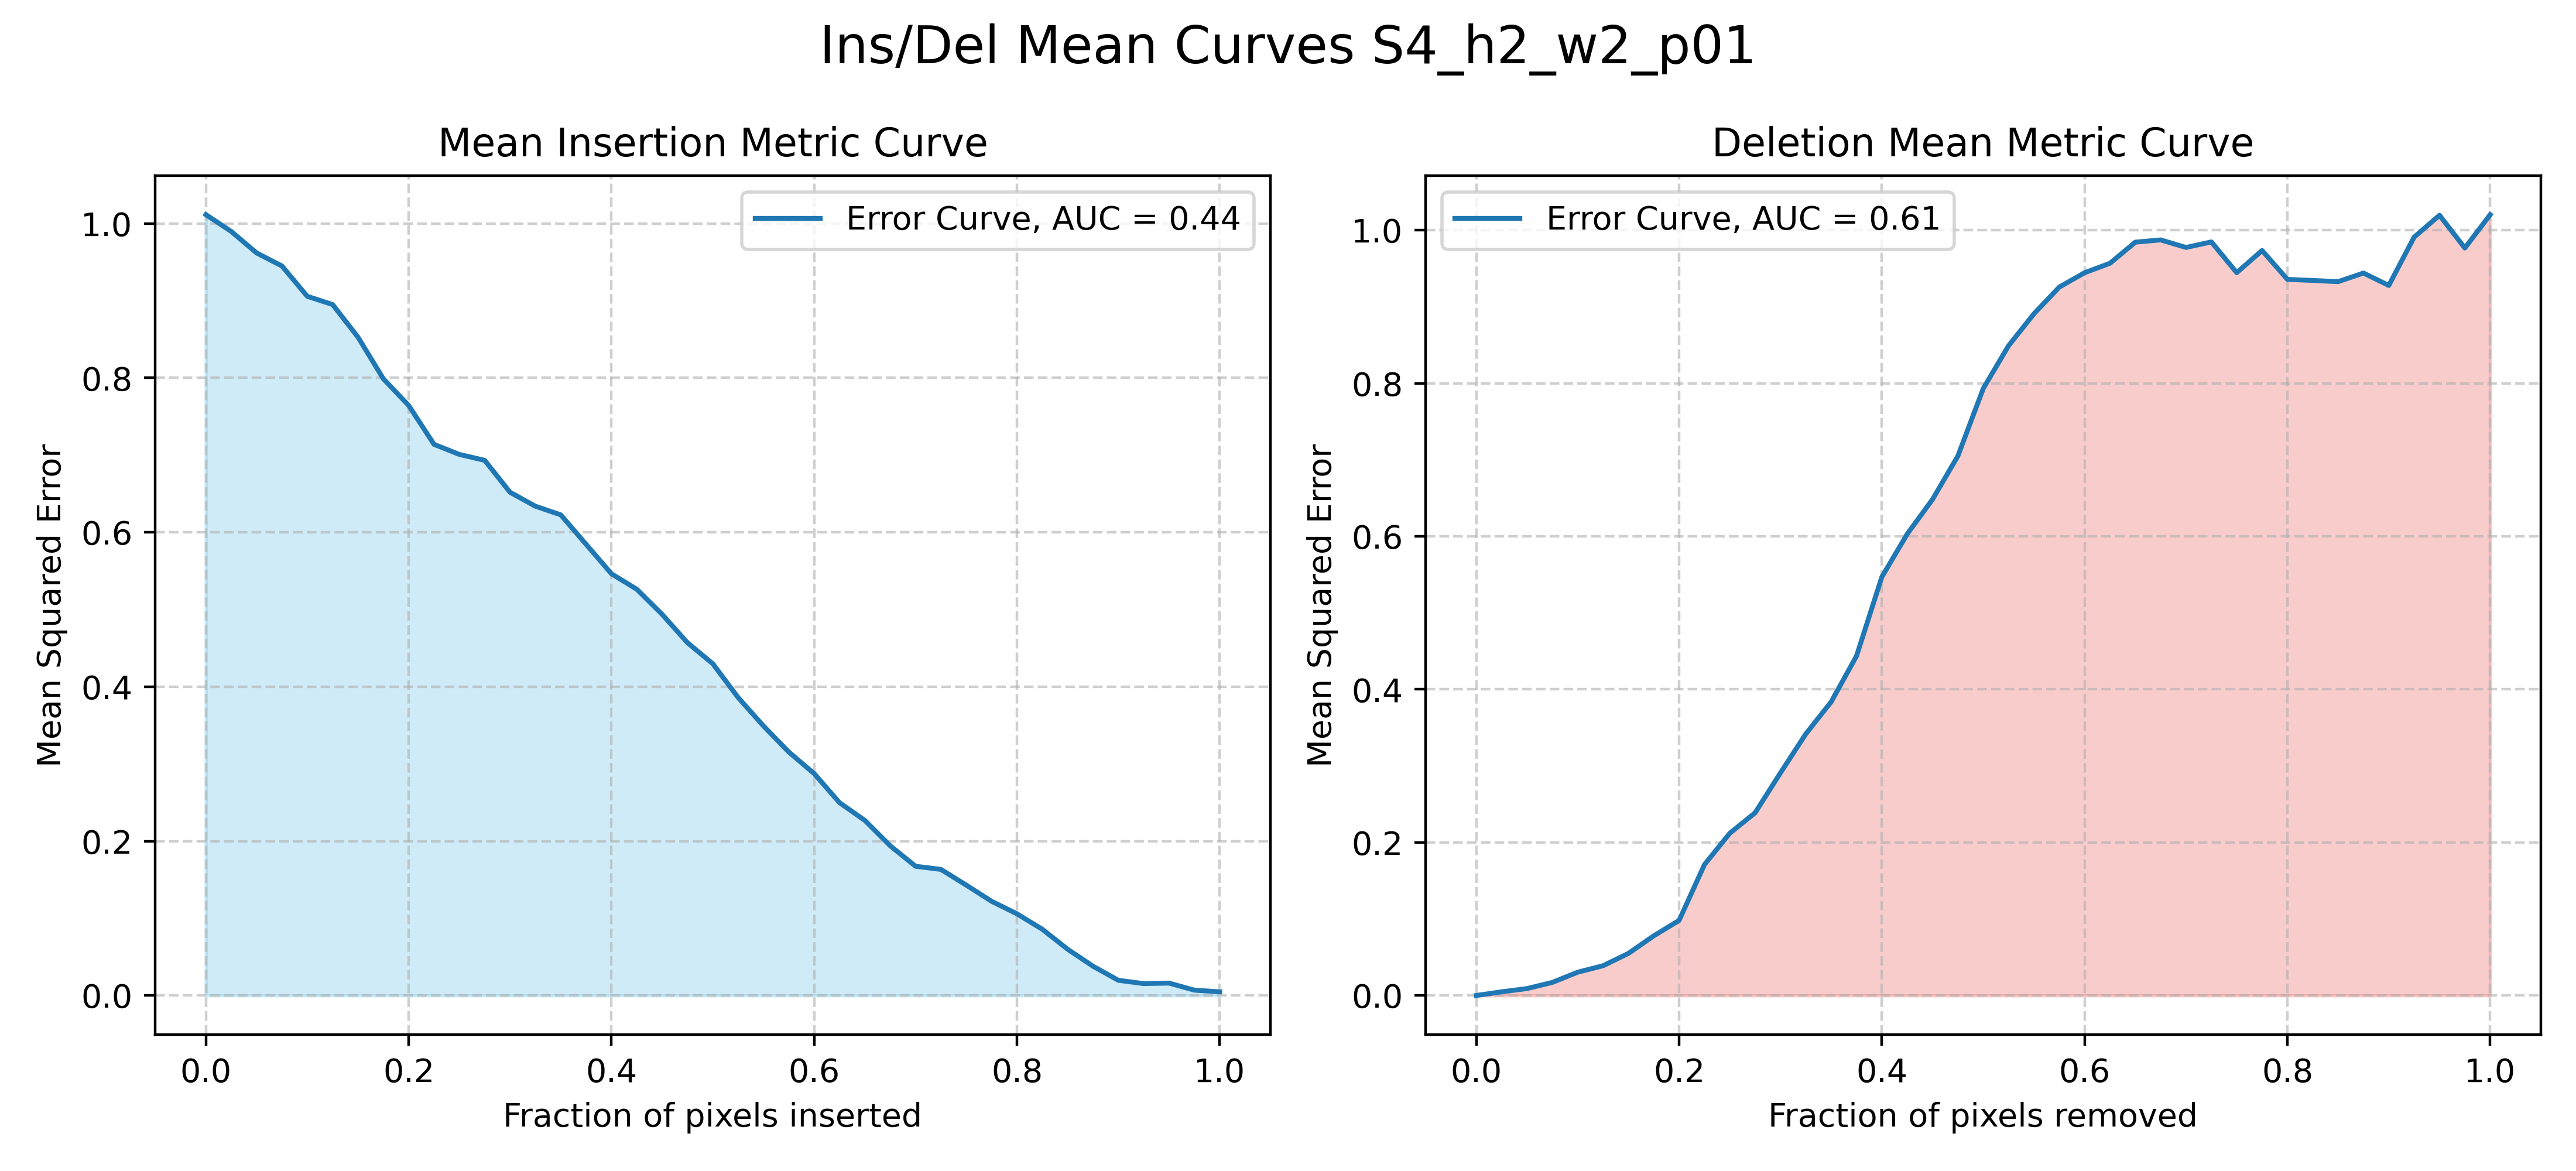 Ins/Del Mean Curves S4_h2_w2_p01
Mean Insertion Metric Curve
Error Curve, AUC = 0.44
Mean Squared Error
1.0
0.8
0.6
0.4
0.2
0.0
0.0 0.2 0.4 0.6 0.8 1.0
Fraction of pixels inserted
Deletion Mean Metric Curve
Error Curve, AUC = 0.61
Mean Squared Error
1.0
0.8
0.6
0.4
0.2
0.0
0.0 0.2 0.4 0.6 0.8 1.0
Fraction of pixels removed